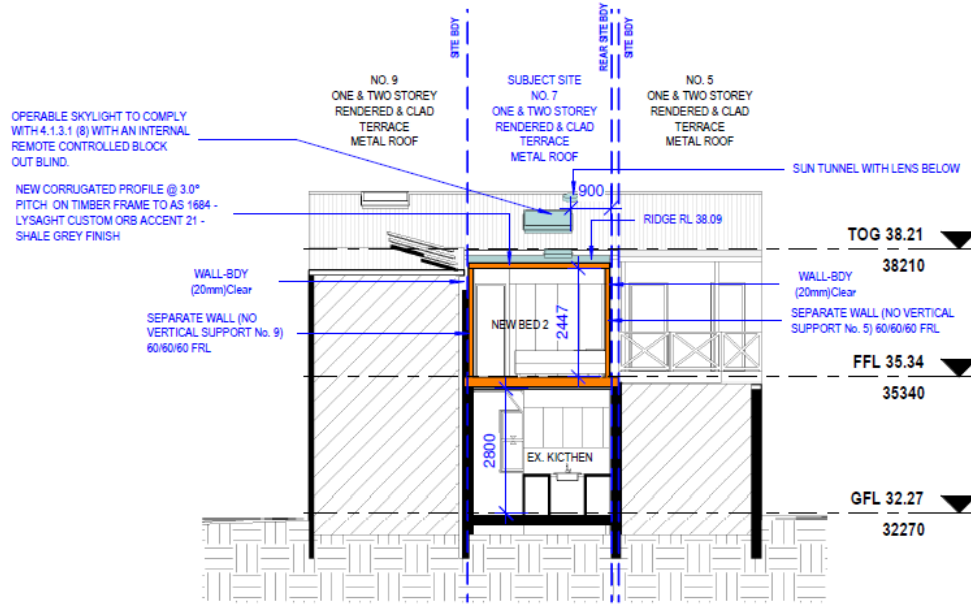 SITE BDY
REAR SITE BDY
SITE BDY
NO. 9
ONE & TWO STOREY
RENDERED & CLAD
TERRACE
METAL ROOF
SUBJECT SITE
NO. 7
ONE & TWO STOREY
RENDERED & CLAD
TERRACE
METAL ROOF
NO. 5
ONE & TWO STOREY
RENDERED & CLAD
TERRACE
METAL ROOF
OPERABLE SKYLIGHT TO COMPLY
WITH 4.1.3.1 (8) WITH AN INTERNAL
REMOTE CONTROLLED BLOCK
OUT BLIND.
SUN TUNNEL WITH LENS BELOW
900
NEW CORRUGATED PROFILE @ 3.0°
PITCH ON TIMBER FRAME TO AS 1684 -
LYSAGHT CUSTOM ORB ACCENT 21 -
SHALE GREY FINISH
RIDGE RL 38.09
TOG 38.21
38210
WALL-BDY
(20mm)Clear
WALL-BDY
(20mm)Clear
SEPARATE WALL (NO
VERTICAL SUPPORT No. 9)
60/60/60 FRL
NEW BED 2
2447
SEPARATE WALL (NO VERTICAL
SUPPORT No. 5) 60/60/60 FRL
FFL 35.34
35340
2800
EX. KICTHEN
GFL 32.27
32270